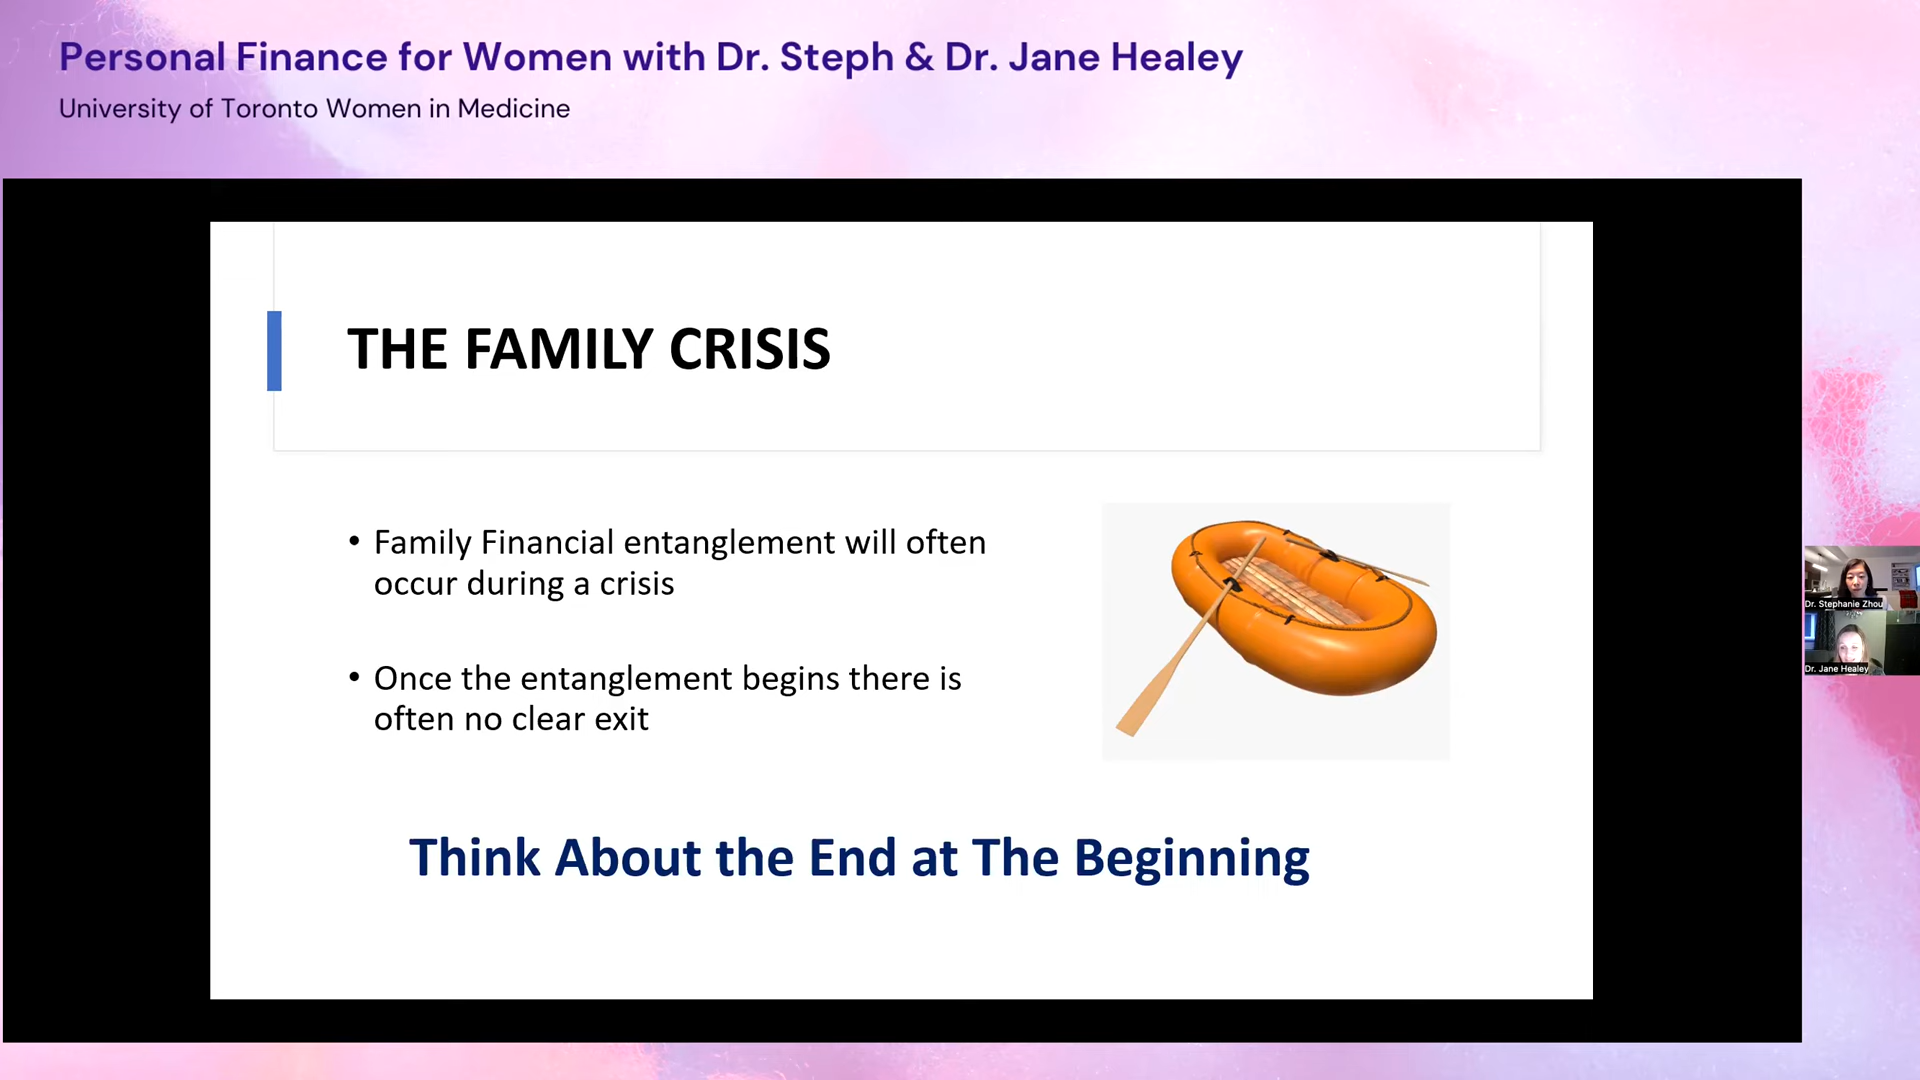 Personal Finance for Women with Dr. Steph & Dr. Jane Healey
University of Toronto Women in Medicine
THE FAMILY CRISIS
• Family Financial entanglement will often
occur during a crisis
• Once the entanglement begins there is
often no clear exit
Think About the End at The Beginning
Dr. Stephanie Zhou
Dr. Jane Healey